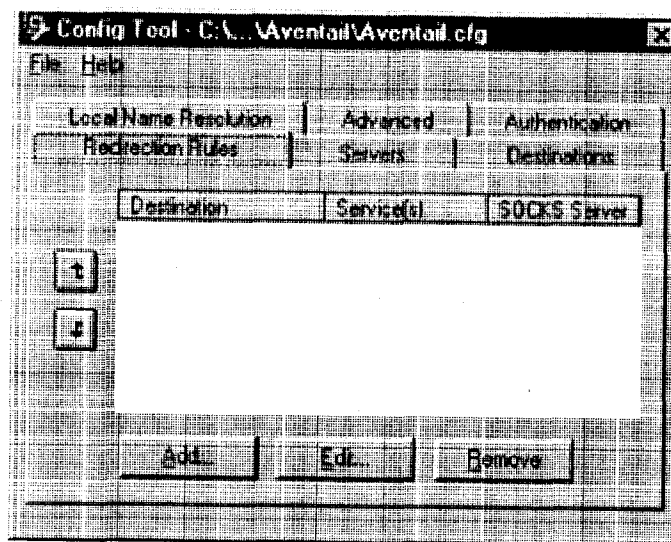 Config Tool - C:\...\Aventail\Aventail.cfg
File Help
Local Name Resolution Advanced Authentication
Redirection Rules Servers Destinations
Destination Service(s) SOCKS Server
Add... Edit... Remove